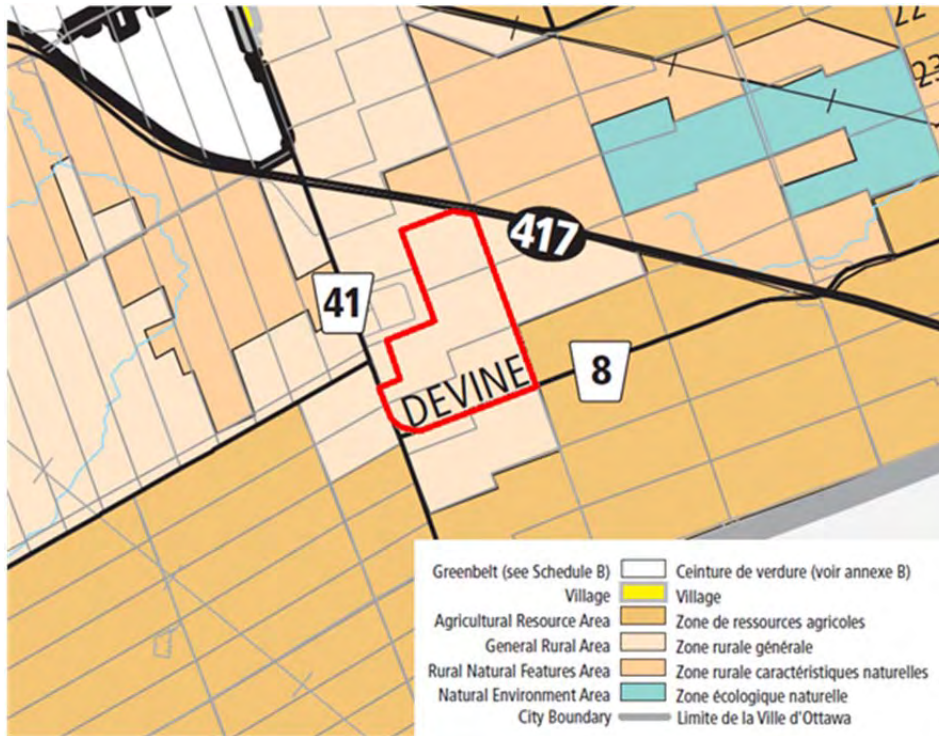 22
23
417
41
8
DEVINE
Greenbelt (see Schedule B) Ceinture de verdure (voir annexe B)
Village Village
Agricultural Resource Area Zone de ressources agricoles
General Rural Area Zone rurale générale
Rural Natural Features Area Zone rurale caractéristiques naturelles
Natural Environment Area Zone écologique naturelle
City Boundary Limite de la Ville d'Ottawa